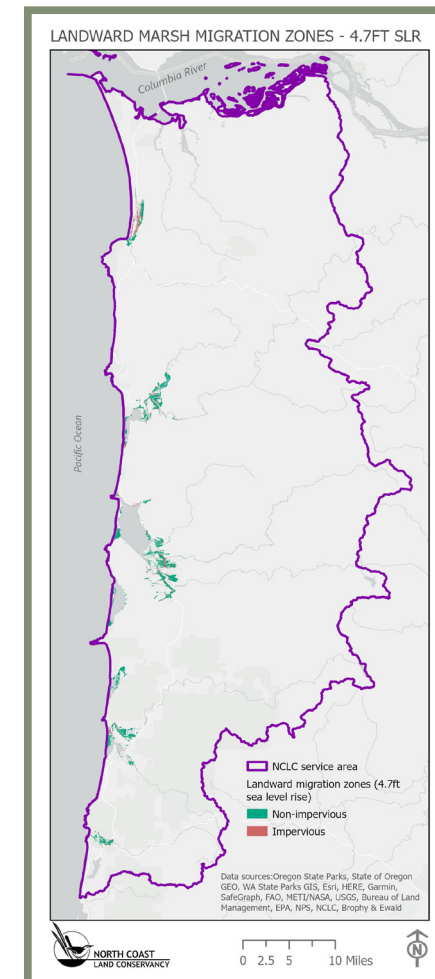 LANDWARD MARSH MIGRATION ZONES - 4.7FT SLR
Columbia River
Pacific Ocean
NCLC service area
Landward migration zones (4.7ft
sea level rise)
Non-impervious
Impervious
Data sources:Oregon State Parks, State of Oregon
GEO, WA State Parks GIS, Esri, HERE, Garmin,
SafeGraph, FAO, METI/NASA, USGS, Bureau of Land
Management, EPA, NPS, NCLC, Brophy & Ewald
NORTH COAST
LAND CONSERVANCY
0 2.5 5 10 Miles
N